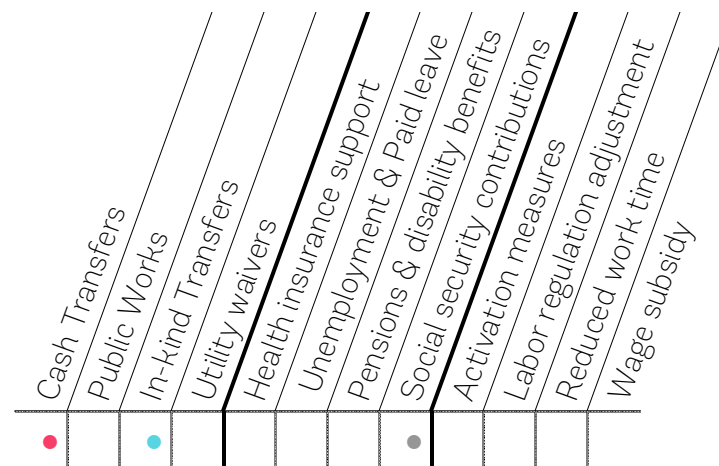 Cash Transfers
Public Works
In-kind Transfers
Utility waivers
Health insurance support
Unemployment & Paid leave
Pensions & disability benefits
Social security contributions
Activation measures
Labor regulation adjustment
Reduced work time
Wage subsidy